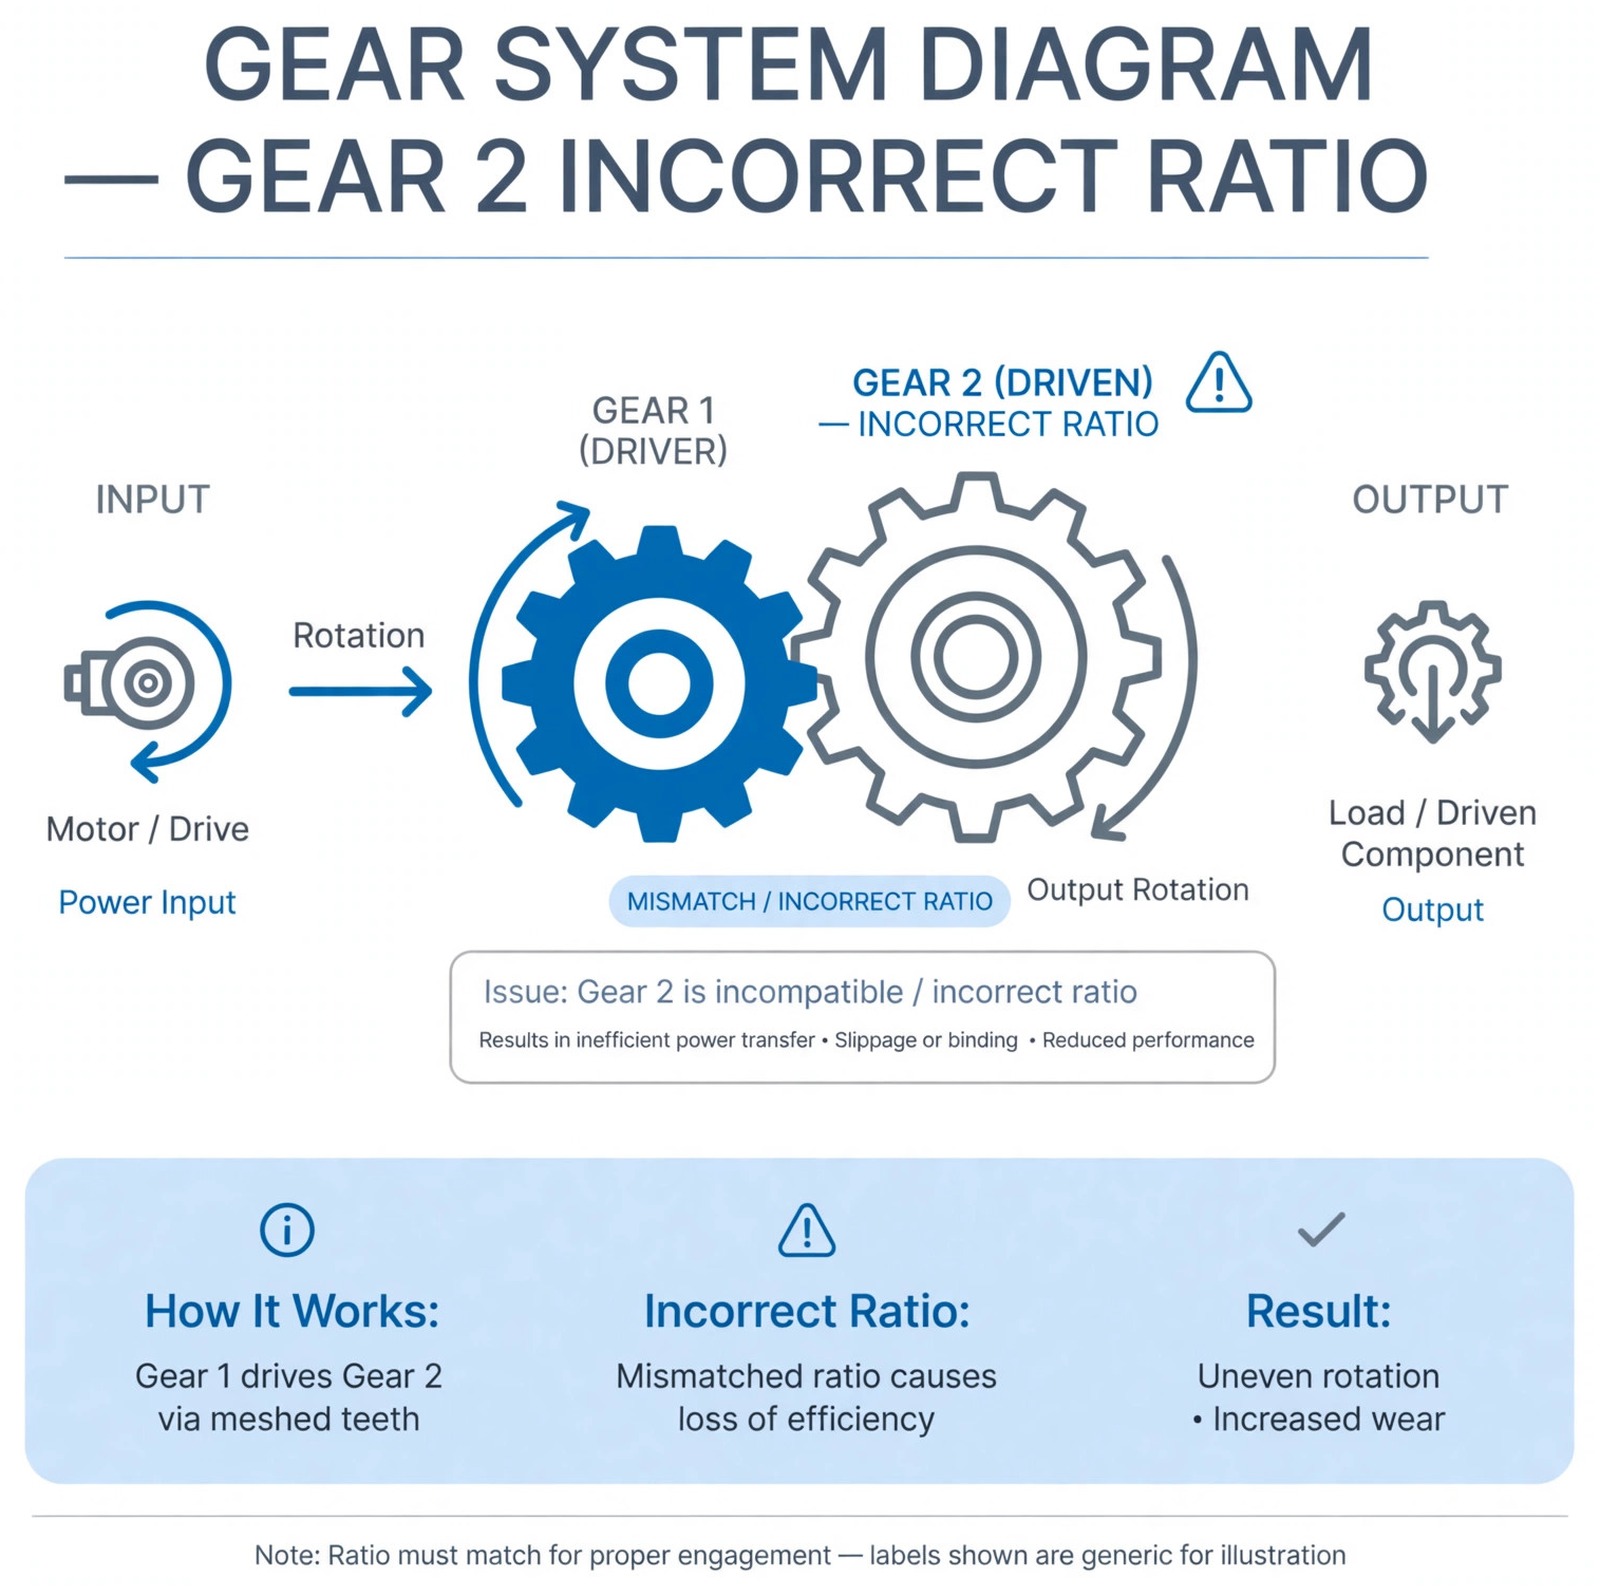 GEAR SYSTEM DIAGRAM
— GEAR 2 INCORRECT RATIO
GEAR 2 (DRIVEN)
— INCORRECT RATIO
GEAR 1
(DRIVER)
INPUT
OUTPUT
Rotation
Motor / Drive
Power Input
Load / Driven
Component
Output
MISMATCH / INCORRECT RATIO
Output Rotation
Issue: Gear 2 is incompatible / incorrect ratio
Results in inefficient power transfer • Slippage or binding • Reduced performance
How It Works:
Gear 1 drives Gear 2
via meshed teeth
Incorrect Ratio:
Mismatched ratio causes
loss of efficiency
Result:
Uneven rotation
• Increased wear
Note: Ratio must match for proper engagement — labels shown are generic for illustration